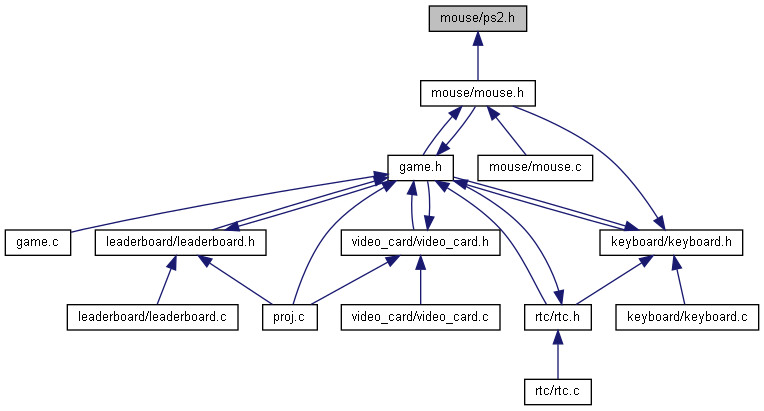 mouse/ps2.h
mouse/mouse.h
game.h
mouse/mouse.c
game.c
leaderboard/leaderboard.h
video_card/video_card.h
keyboard/keyboard.h
leaderboard/leaderboard.c
proj.c
video_card/video_card.c
rtc/rtc.h
keyboard/keyboard.c
rtc/rtc.c